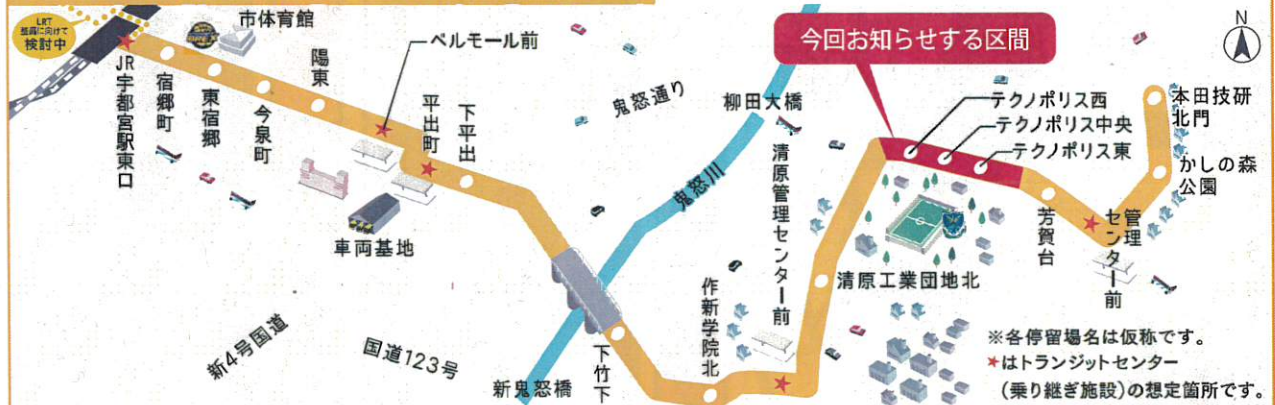 LRT
整備に向けて
検討中
市体育館
ベルモール前
JR宇都宮駅東口
宿郷町
東宿郷
今泉町
陽東
平出町
下平出
車両基地
新4号国道
国道123号
鬼怒通り
柳田大橋
鬼怒川
新鬼怒橋
下竹下
作新学院北
清原管理センター前
清原工業団地北
今回お知らせする区間
テクノポリス西
テクノポリス中央
テクノポリス東
芳賀台
管理
センター前
かしの森
公園
本田技研
北門
N
※各停留場名は仮称です。
★はトランジットセンター
(乗り継ぎ施設)の想定箇所です。